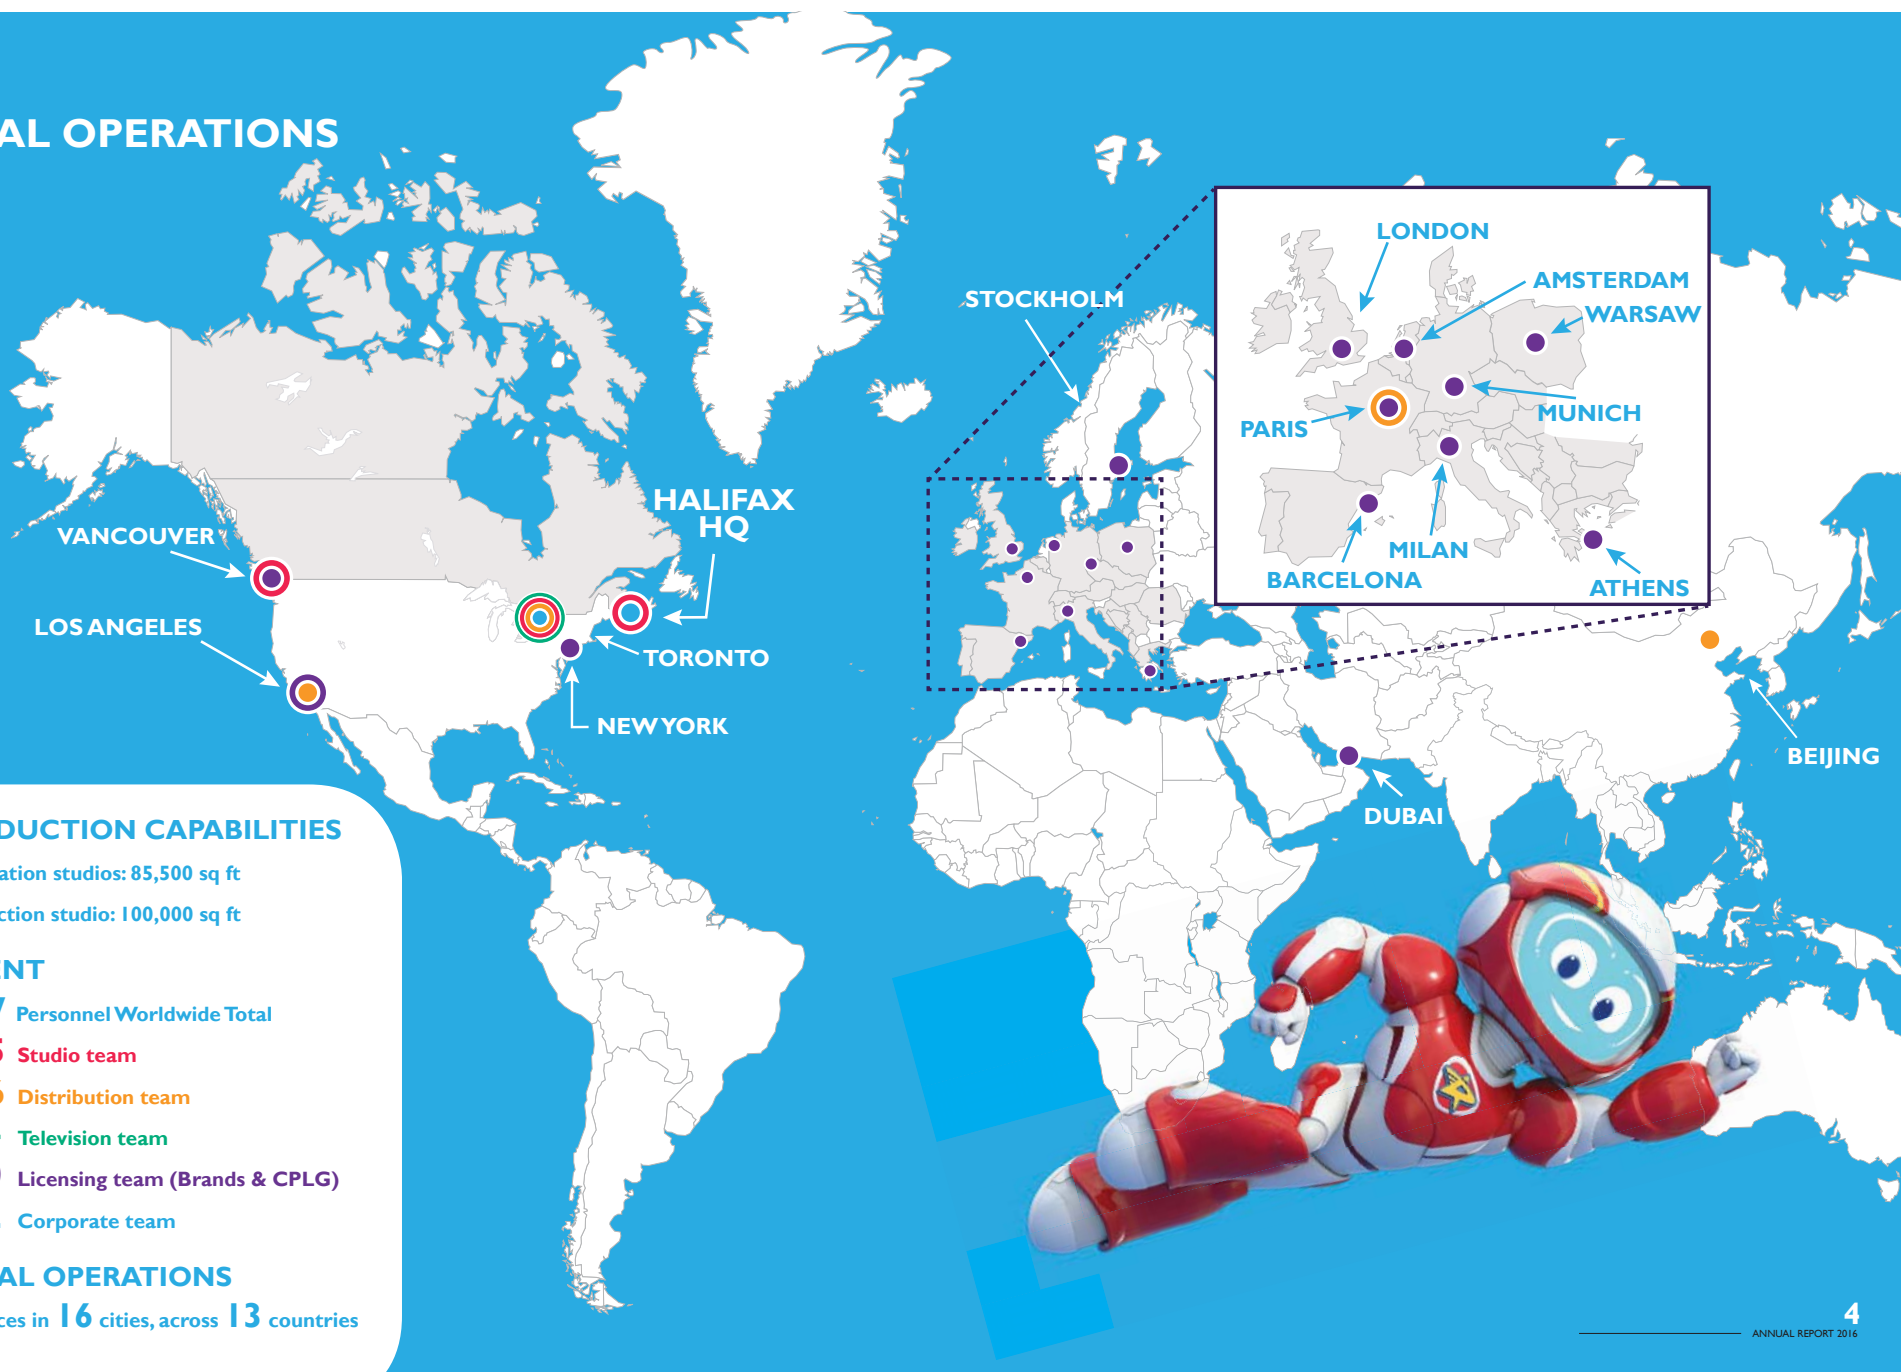 AL OPERATIONS
LONDON
AMSTERDAM
WARSAW
STOCKHOLM
MUNICH
PARIS
MILAN
BARCELONA
ATHENS
HALIFAX
HQ
VANCOUVER
LOS ANGELES
TORONTO
NEW YORK
BEIJING
DUBAI
DUCTION CAPABILITIES
ation studios: 85,500 sq ft
ction studio: 100,000 sq ft
ENT
Personnel Worldwide Total
Studio team
Distribution team
Television team
Licensing team (Brands & CPLG)
Corporate team
AL OPERATIONS
ces in 16 cities, across 13 countries
4
ANNUAL REPORT 2016